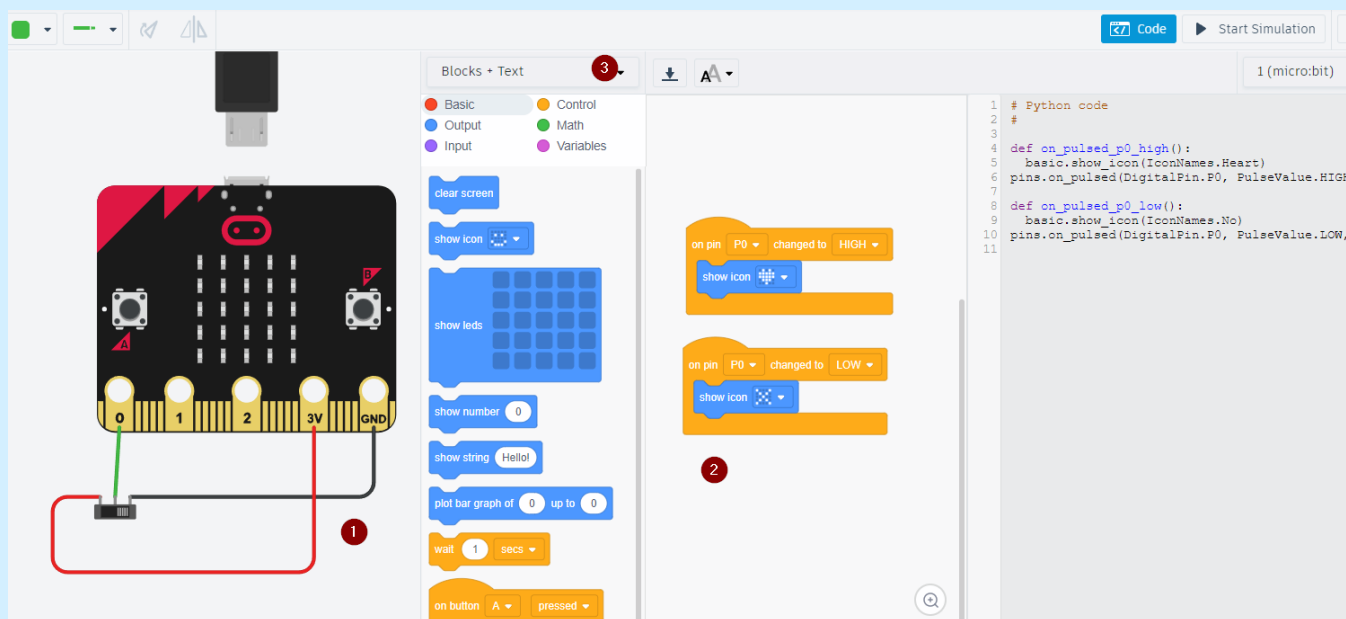 Code
Start Simulation
Blocks + Text
3
1 (micro:bit)
Basic
Control
Output
Math
Input
Variables
clear screen
show icon
show leds
show number 0
show string Hello!
plot bar graph of 0 up to 0
wait 1 secs
on button A pressed
AA
on pin P0 changed to HIGH
show icon
on pin P0 changed to LOW
show icon
2
1 # Python code
2 #
3
4 def on_pulsed_p0_high():
5 basic.show_icon(IconNames.Heart)
6 pins.on_pulsed(DigitalPin.P0, PulseValue.HIGH
7
8 def on_pulsed_p0_low():
9 basic.show_icon(IconNames.No)
10 pins.on_pulsed(DigitalPin.P0, PulseValue.LOW,
11
B
A
0 1 2 3V GND
1